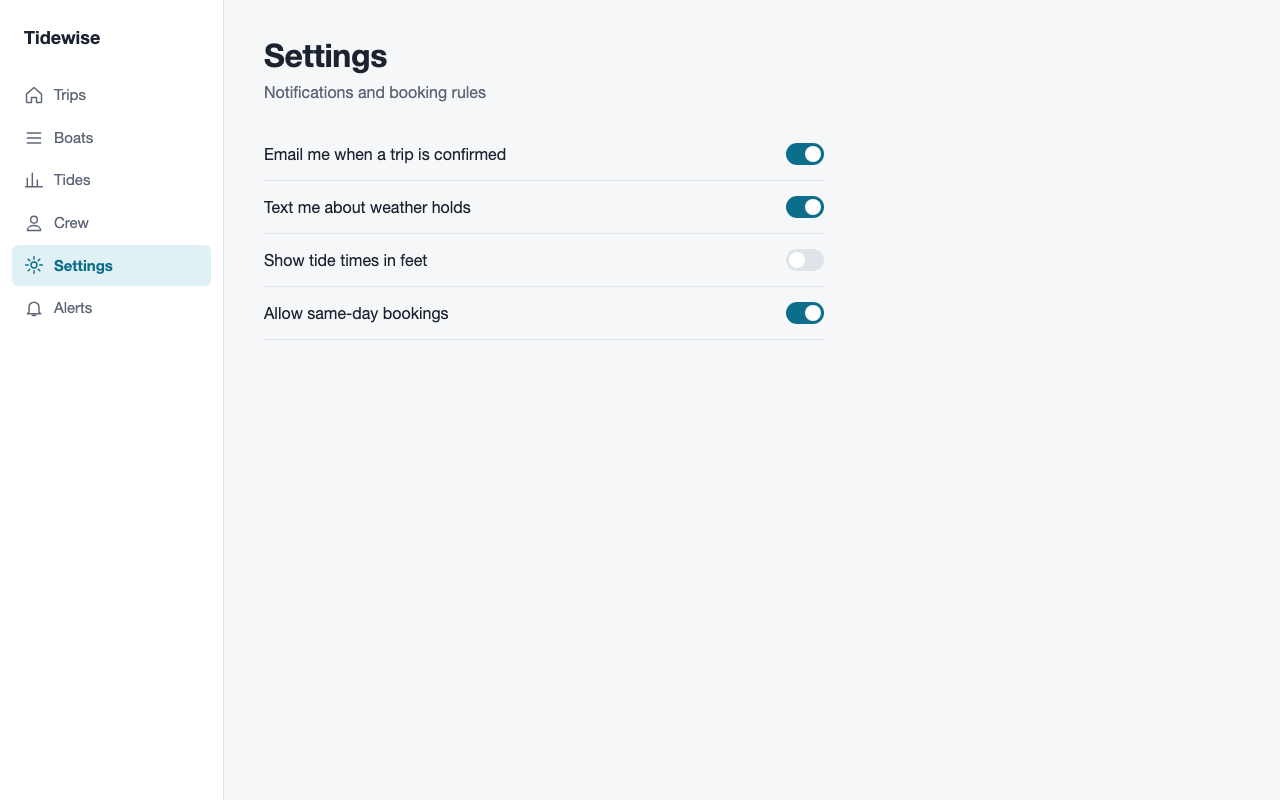 Tidewise
Trips
Boats
Tides
Crew
Settings
Alerts
Settings
Notifications and booking rules
Email me when a trip is confirmed
Text me about weather holds
Show tide times in feet
Allow same-day bookings